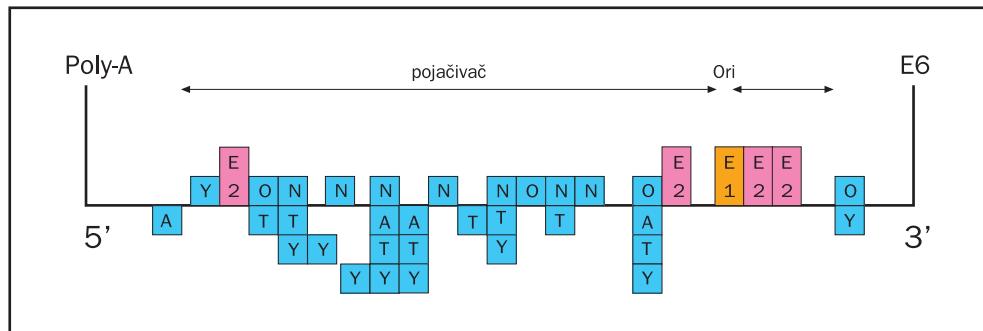 Poly-A pojačivač Ori E6
E E E E E
Y 2 O N N N N N O N N O 2 1 2 2 O
A T T A A T T T A Y
5’ 3’
Y Y T T Y T
Y Y Y Y